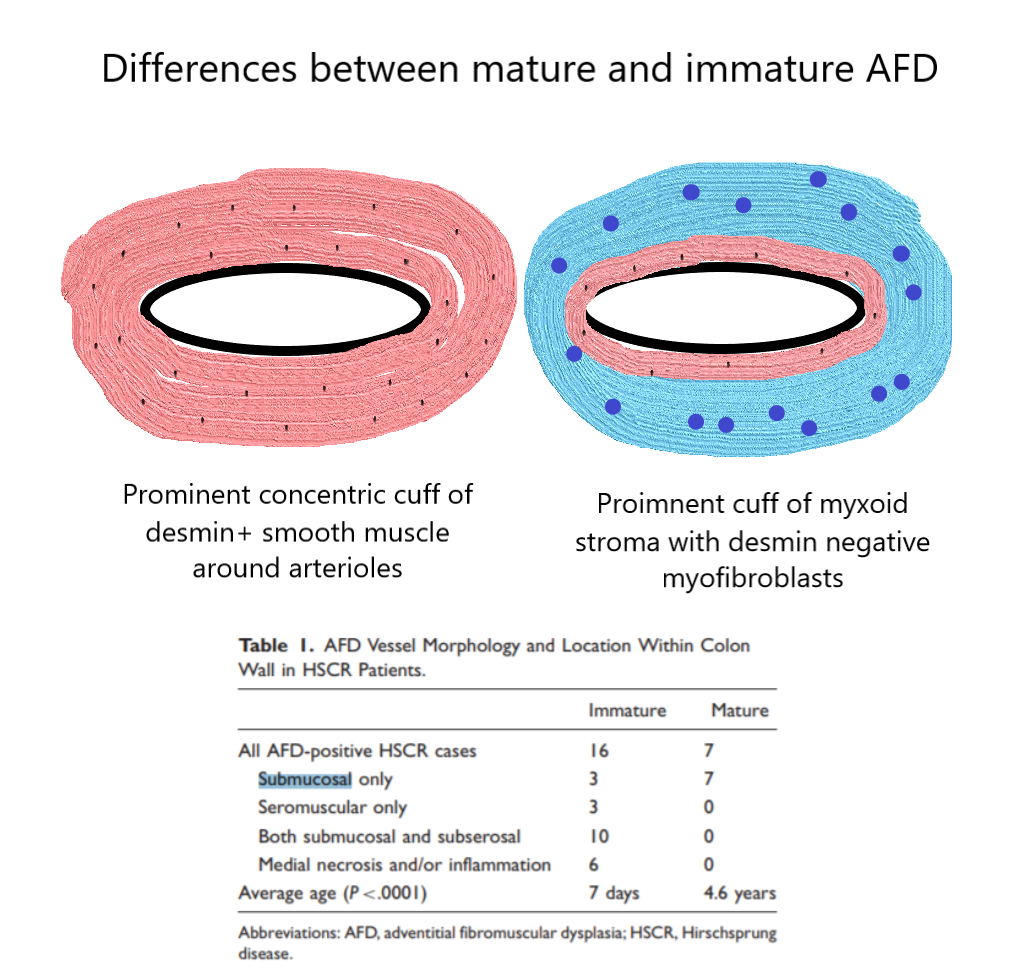 Differences between mature and immature AFD
Prominent concentric cuff of
desmin+ smooth muscle
around arterioles
Proimnent cuff of myxoid
stroma with desmin negative
myofibroblasts
Table 1. AFD Vessel Morphology and Location Within Colon
Wall in HSCR Patients.
Immature Mature
All AFD-positive HSCR cases 16 7
Submucosal only 3 7
Seromuscular only 3 0
Both submucosal and subserosal 10 0
Medial necrosis and/or inflammation 6 0
Average age (P <.0001) 7 days 4.6 years
Abbreviations: AFD, adventitial fibromuscular dysplasia; HSCR, Hirschsprung
disease.